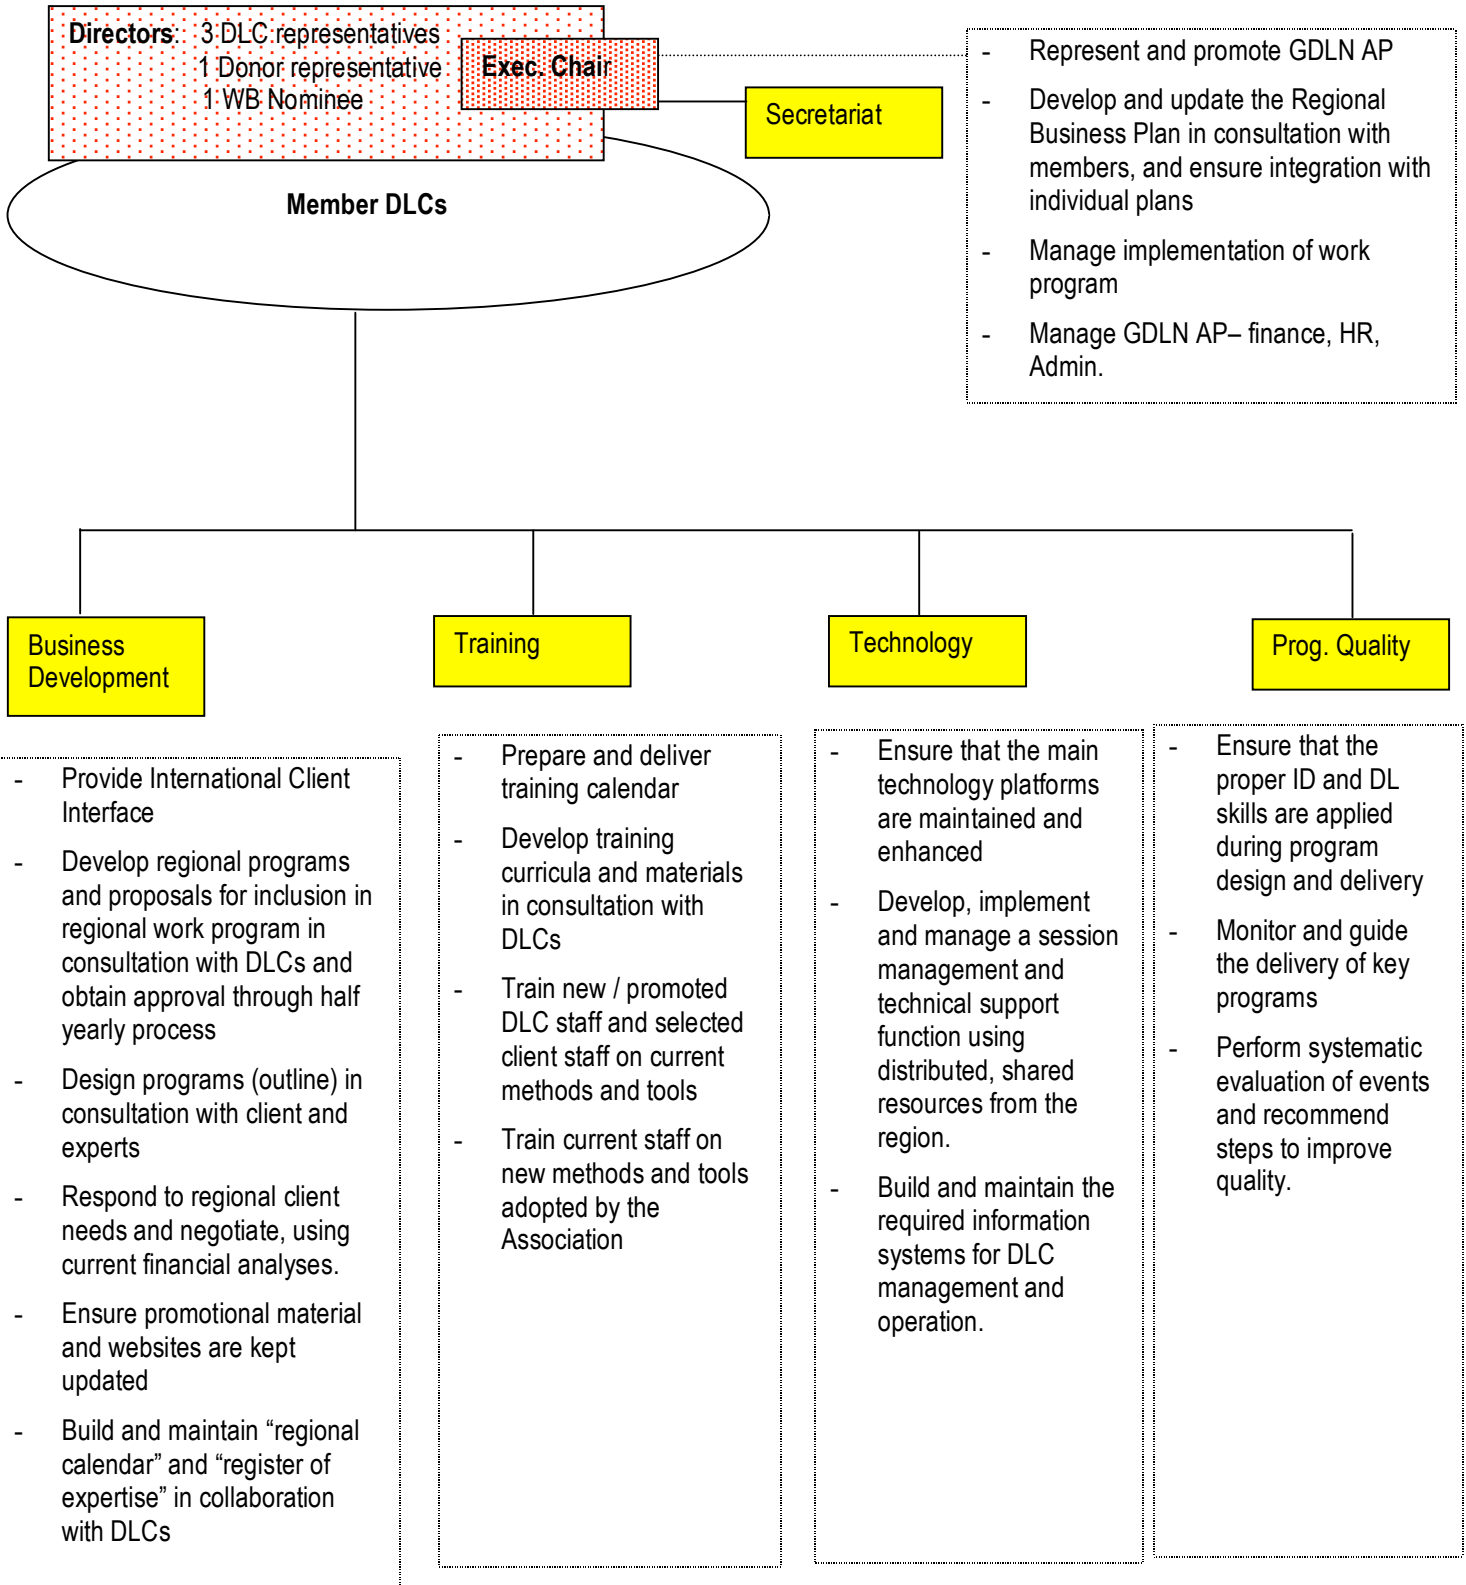 Directors: 3 DLC representatives
1 Donor representative
1 WB Nominee
Exec. Chair
Secretariat
Member DLCs
- Represent and promote GDLN AP
- Develop and update the Regional
Business Plan in consultation with
members, and ensure integration with
individual plans
- Manage implementation of work
program
- Manage GDLN AP– finance, HR,
Admin.
Business
Development
Training
Technology
Prog. Quality
- Provide International Client
Interface
- Develop regional programs
and proposals for inclusion in
regional work program in
consultation with DLCs and
obtain approval through half
yearly process
- Design programs (outline) in
consultation with client and
experts
- Respond to regional client
needs and negotiate, using
current financial analyses.
- Ensure promotional material
and websites are kept
updated
- Build and maintain “regional
calendar” and “register of
expertise” in collaboration
with DLCs
- Prepare and deliver
training calendar
- Develop training
curricula and materials
in consultation with
DLCs
- Train new / promoted
DLC staff and selected
client staff on current
methods and tools
- Train current staff on
new methods and tools
adopted by the
Association
- Ensure that the main
technology platforms
are maintained and
enhanced
- Develop, implement
and manage a session
management and
technical support
function using
distributed, shared
resources from the
region.
- Build and maintain the
required information
systems for DLC
management and
operation.
- Ensure that the
proper ID and DL
skills are applied
during program
design and delivery
- Monitor and guide
the delivery of key
programs
- Perform systematic
evaluation of events
and recommend
steps to improve
quality.